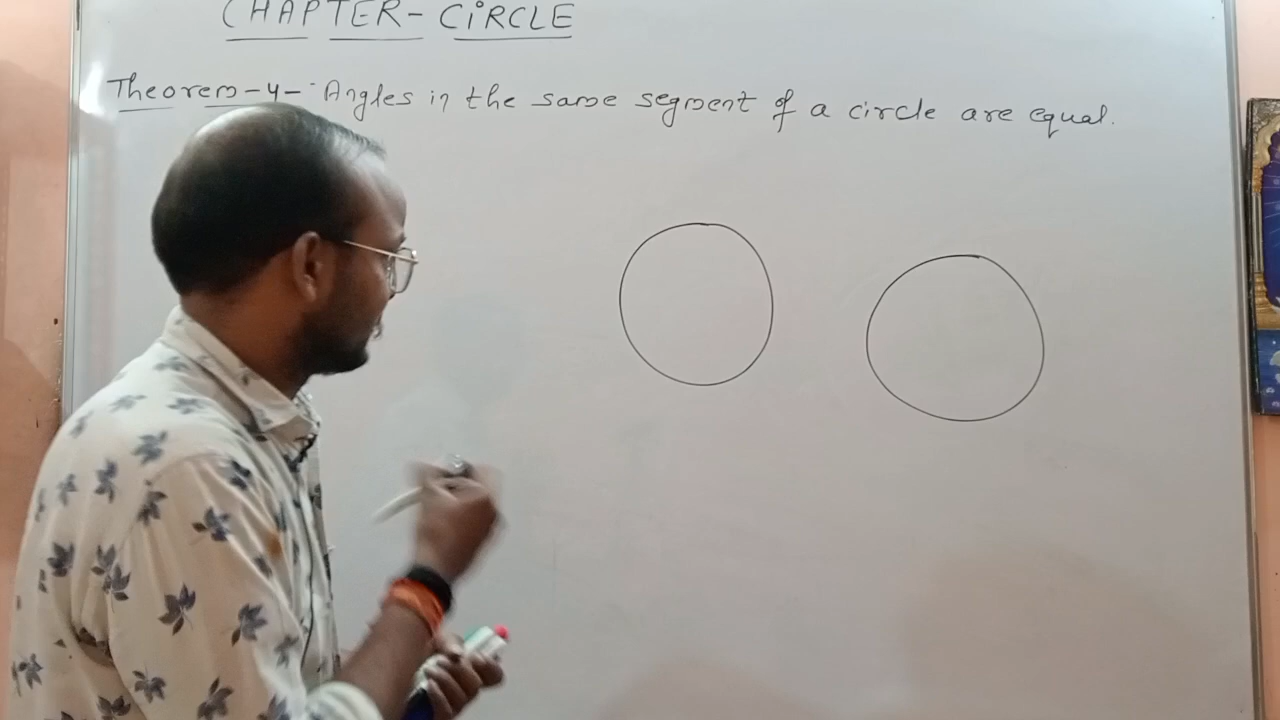 CHAPTER - CIRCLE
Theorem - 4 - Angles in the same segment of a circle are equal.